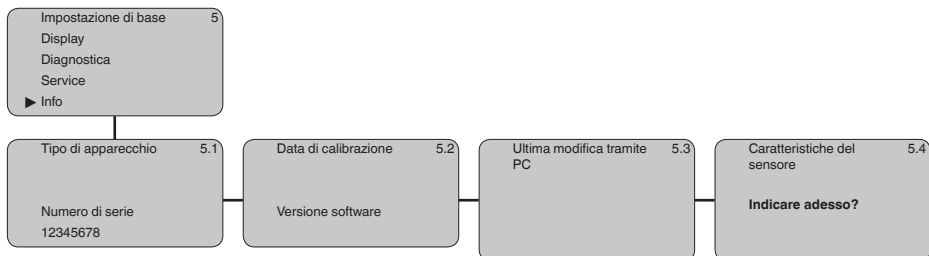 Impostazione di base 5
Display
Diagnostica
Service
▶ Info
Tipo di apparecchio 5.1
Numero di serie
12345678
Data di calibrazione 5.2
Versione software
Ultima modifica tramite 5.3
PC
Caratteristiche del 5.4
sensore
Indicare adesso?